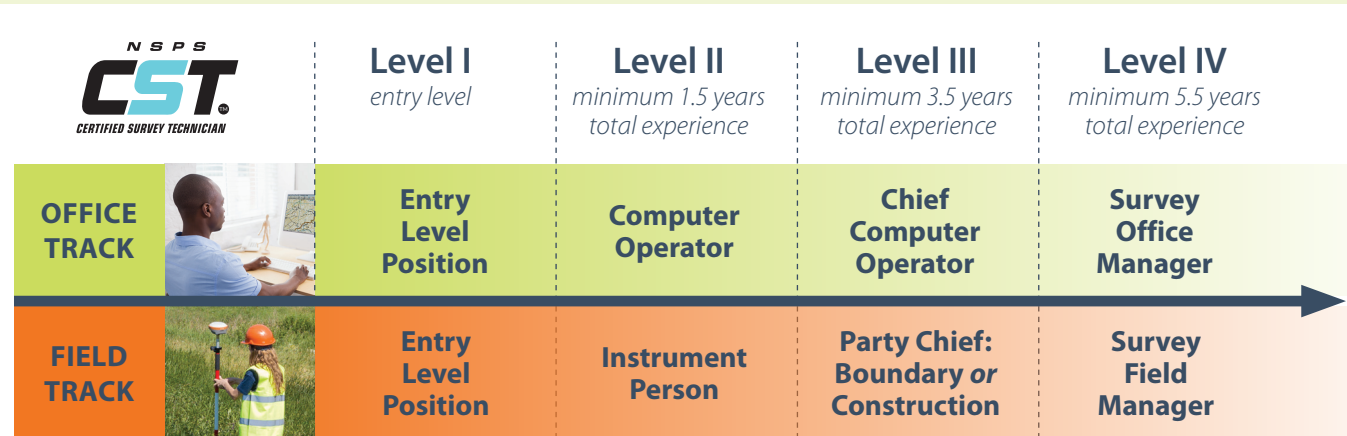 NSPS
CST™
CERTIFIED SURVEY TECHNICIAN
Level I
entry level
Level II
minimum 1.5 years
total experience
Level III
minimum 3.5 years
total experience
Level IV
minimum 5.5 years
total experience
OFFICE
TRACK
Entry
Level
Position
Computer
Operator
Chief
Computer
Operator
Survey
Office
Manager
FIELD
TRACK
Entry
Level
Position
Instrument
Person
Party Chief:
Boundary or
Construction
Survey
Field
Manager